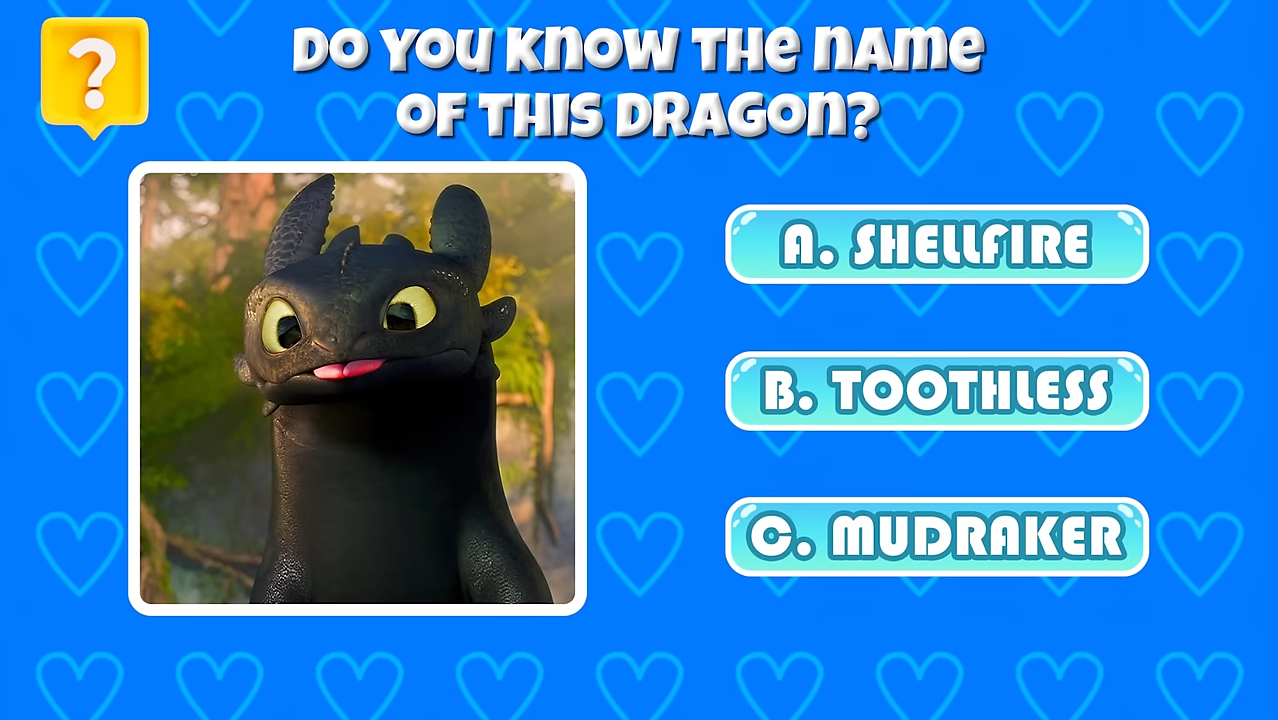 ?
DO YOU KNOW THE NAME
OF THIS DRAGON?
A. SHELLFIRE
B. TOOTHLESS
C. MUDRAKER